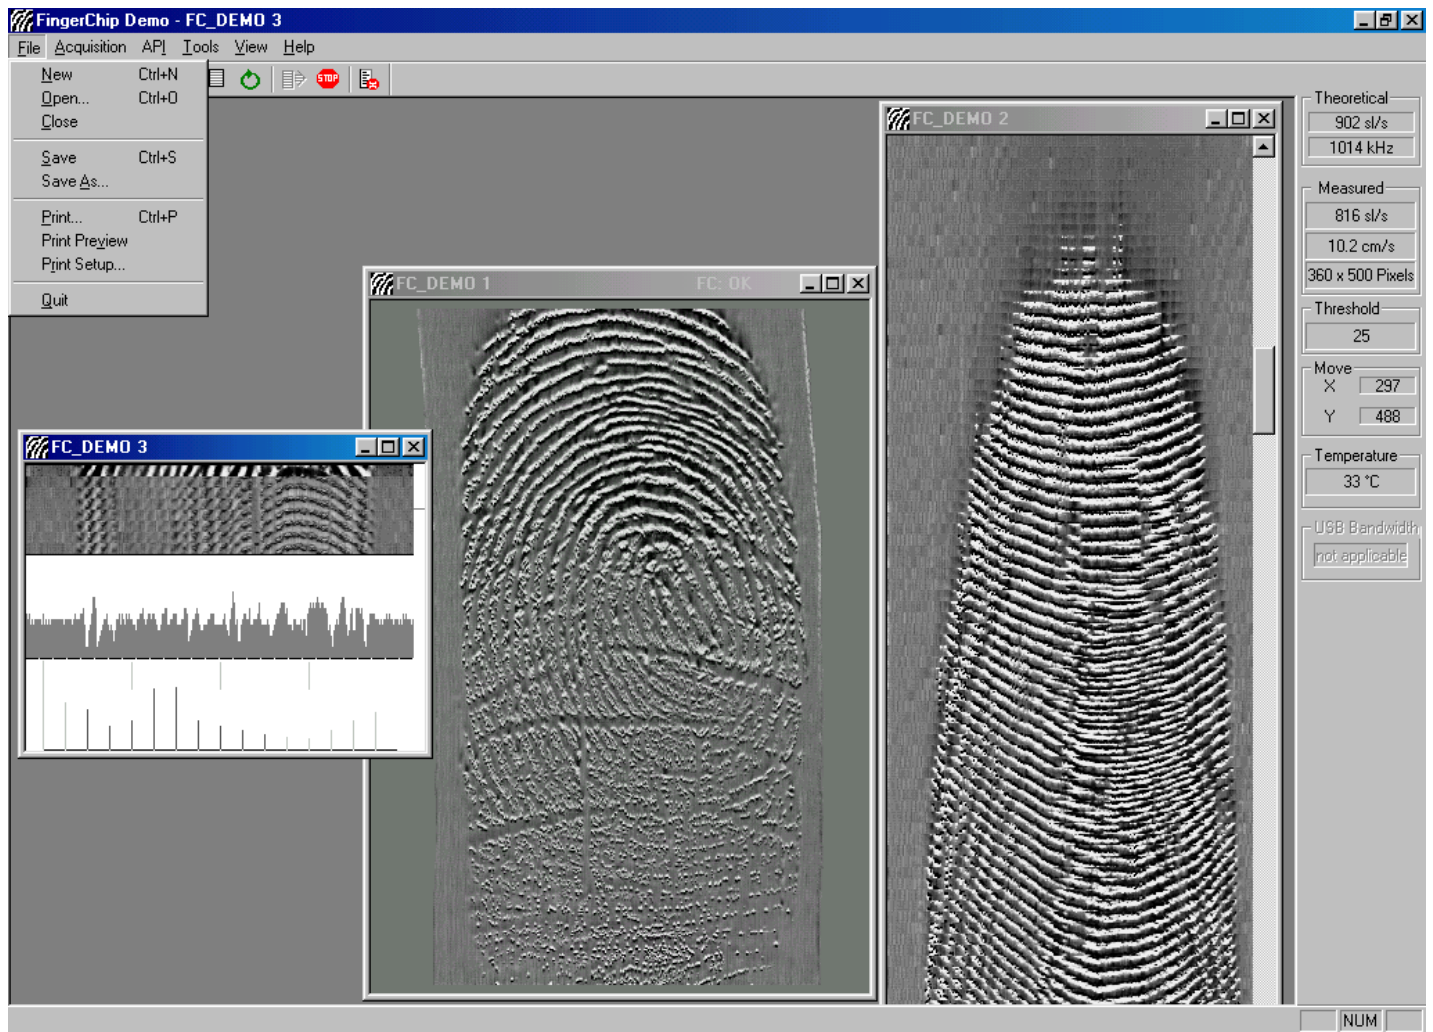 FingerChip Demo - FC_DEMO 3
File Acquisition API Tools View Help
New Ctrl+N
Open... Ctrl+O
Close
Save Ctrl+S
Save As...
Print... Ctrl+P
Print Preview
Print Setup...
Quit
STOP
FC_DEMO 1 FC: OK
FC_DEMO 2
FC_DEMO 3
Theoretical
902 sl/s
1014 kHz
Measured
816 sl/s
10.2 cm/s
360 x 500 Pixels
Threshold
25
Move
X 297
Y 488
Temperature
33 °C
USB Bandwidth
not applicable
NUM